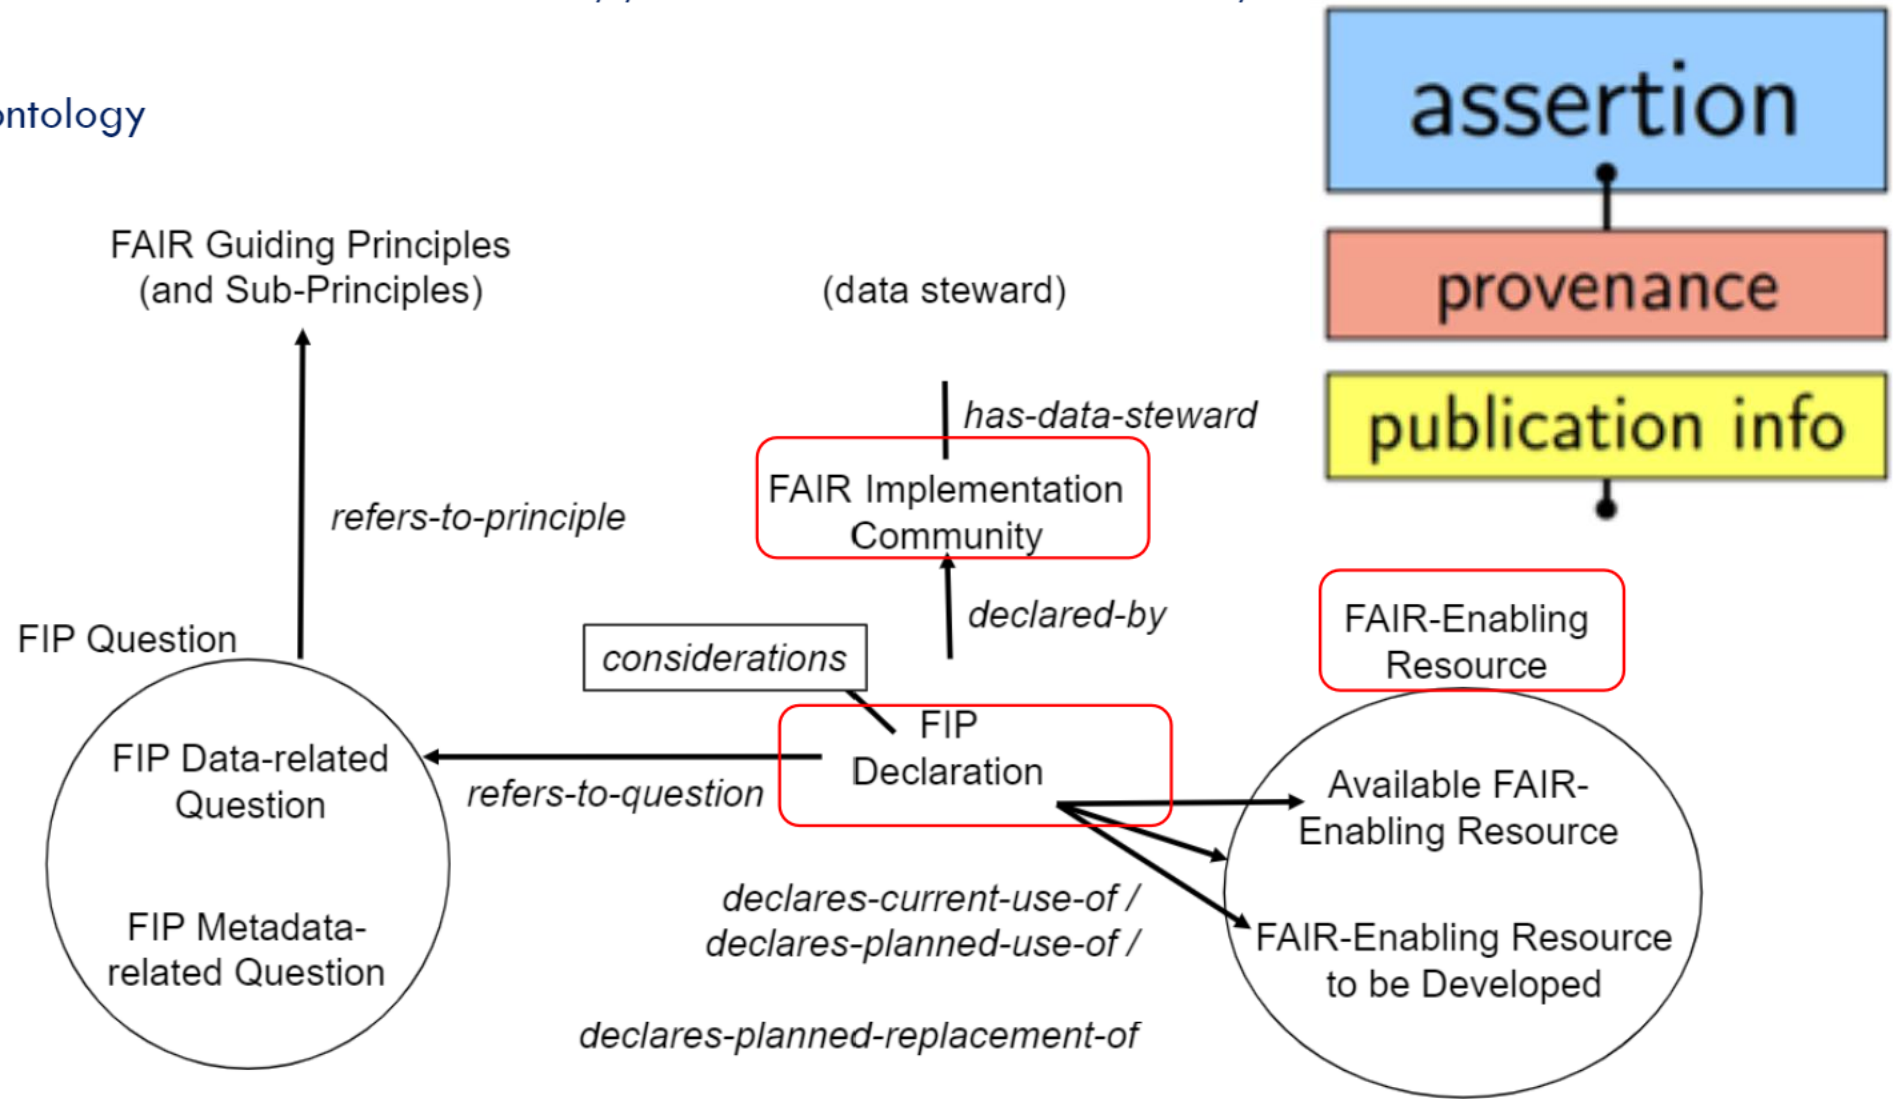 ontology
assertion
provenance
publication info
FAIR Guiding Principles
(and Sub-Principles)
(data steward)
has-data-steward
FAIR Implementation
Community
refers-to-principle
declared-by
FIP Question
considerations
FAIR-Enabling
Resource
FIP
Declaration
FIP Data-related
Question
refers-to-question
Available FAIR-
Enabling Resource
declares-current-use-of /
declares-planned-use-of /
declares-planned-replacement-of
FIP Metadata-
related Question
FAIR-Enabling Resource
to be Developed